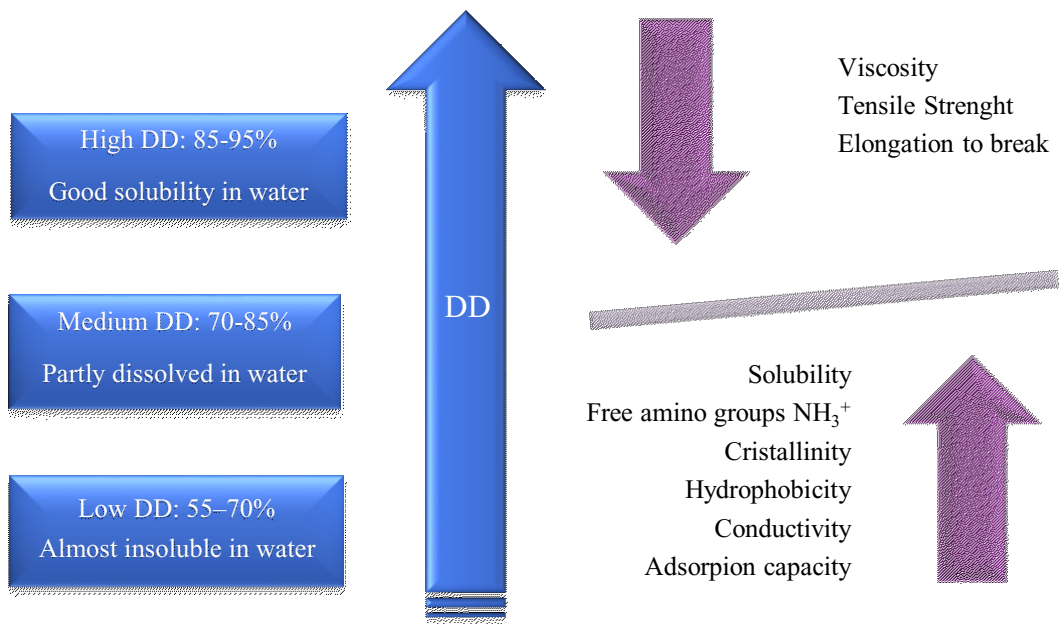 High DD: 85-95%
Good solubility in water
Medium DD: 70-85%
Partly dissolved in water
Low DD: 55–70%
Almost insoluble in water
DD
Viscosity
Tensile Strenght
Elongation to break
Solubility
Free amino groups NH₃⁺
Cristallinity
Hydrophobicity
Conductivity
Adsorpion capacity